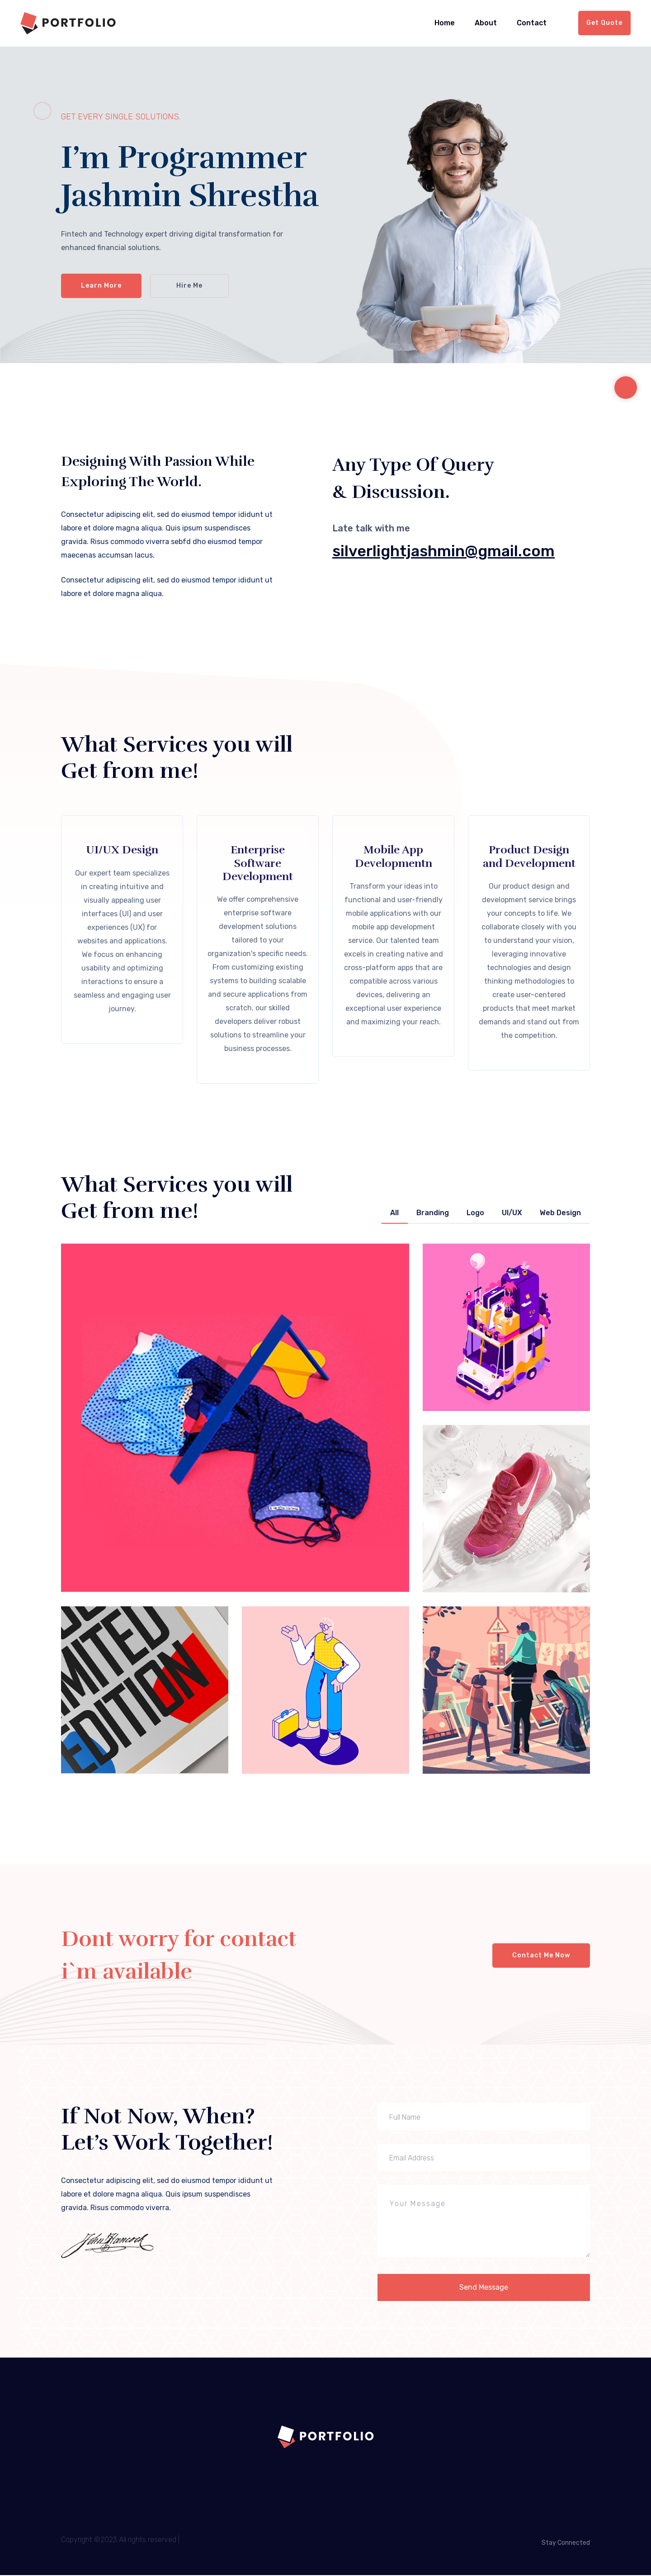 PORTFOLIO
Home About Contact Get Quote
GET EVERY SINGLE SOLUTIONS.
I’m Programmer
Jashmin Shrestha
Fintech and Technology expert driving digital transformation for
enhanced financial solutions.
Learn More Hire Me
Designing With Passion While
Exploring The World.
Consectetur adipiscing elit, sed do eiusmod tempor ididunt ut
labore et dolore magna aliqua. Quis ipsum suspendisces
gravida. Risus commodo viverra sebfd dho eiusmod tempor
maecenas accumsan lacus.
Consectetur adipiscing elit, sed do eiusmod tempor ididunt ut
labore et dolore magna aliqua.
Any Type Of Query
& Discussion.
Late talk with me
silverlightjashmin@gmail.com
What Services you will
Get from me!
UI/UX Design
Our expert team specializes
in creating intuitive and
visually appealing user
interfaces (UI) and user
experiences (UX) for
websites and applications.
We focus on enhancing
usability and optimizing
interactions to ensure a
seamless and engaging user
journey.
Enterprise
Software
Development
We offer comprehensive
enterprise software
development solutions
tailored to your
organization's specific needs.
From customizing existing
systems to building scalable
and secure applications from
scratch, our skilled
developers deliver robust
solutions to streamline your
business processes.
Mobile App
Developmentn
Transform your ideas into
functional and user-friendly
mobile applications with our
mobile app development
service. Our talented team
excels in creating native and
cross-platform apps that are
compatible across various
devices, delivering an
exceptional user experience
and maximizing your reach.
Product Design
and Development
Our product design and
development service brings
your concepts to life. We
collaborate closely with you
to understand your vision,
leveraging innovative
technologies and design
thinking methodologies to
create user-centered
products that meet market
demands and stand out from
the competition.
What Services you will
Get from me!
All Branding Logo UI/UX Web Design
MITED
EDITION
Dont worry for contact
i`m available
Contact Me Now
If Not Now, When?
Let’s Work Together!
Consectetur adipiscing elit, sed do eiusmod tempor ididunt ut
labore et dolore magna aliqua. Quis ipsum suspendisces
gravida. Risus commodo viverra.
Full Name
Email Address
Your Message
Send Message
PORTFOLIO
Copyright ©2023 All rights reserved |
Stay Connected